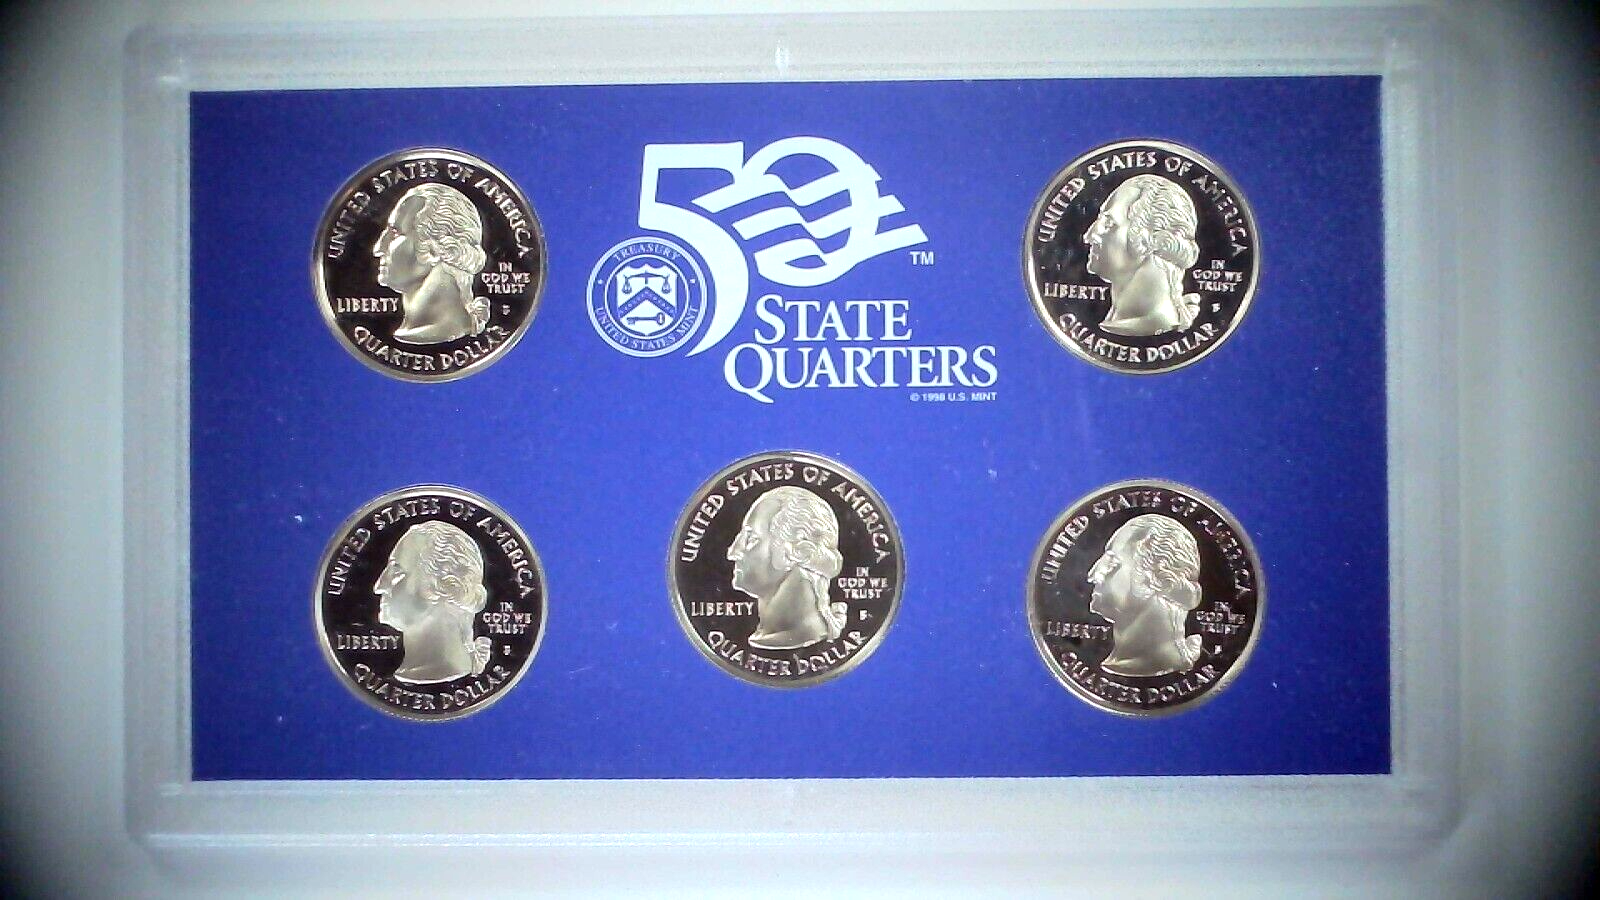 UNITED STATES OF AMERICA
IN
GOD WE
TRUST
LIBERTY
S
QUARTER DOLLAR
50
TM
TREASURY
UNITED STATES MINT
STATE
QUARTERS
© 1998 U.S. MINT
UNITED STATES OF AMERICA
IN
GOD WE
TRUST
LIBERTY
S
QUARTER DOLLAR
UNITED STATES OF AMERICA
IN
GOD WE
TRUST
LIBERTY
S
QUARTER DOLLAR
UNITED STATES OF AMERICA
IN
GOD WE
TRUST
LIBERTY
S
QUARTER DOLLAR
UNITED STATES OF AMERICA
IN
GOD WE
TRUST
LIBERTY
S
QUARTER DOLLAR